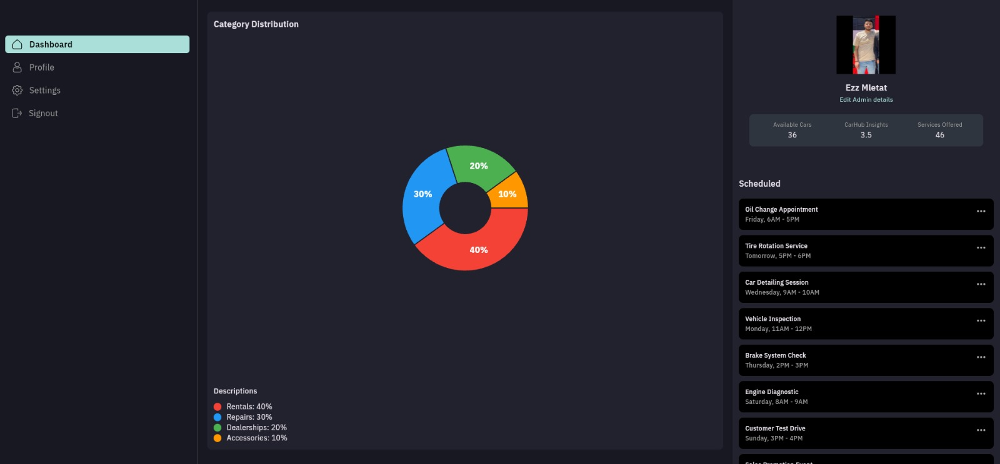 Dashboard
Profile
Settings
Signout
Category Distribution
20%
30%
10%
40%
Descriptions
Rentals: 40%
Repairs: 30%
Dealerships: 20%
Accessories: 10%
Ezz Mletat
Edit Admin details
Available Cars
36
CarHub Insights
3.5
Services Offered
46
Scheduled
Oil Change Appointment
Friday, 6AM - 5PM
Tire Rotation Service
Tomorrow, 5PM - 6PM
Car Detailing Session
Wednesday, 9AM - 10AM
Vehicle Inspection
Monday, 11AM - 12PM
Brake System Check
Thursday, 2PM - 3PM
Engine Diagnostic
Saturday, 8AM - 9AM
Customer Test Drive
Sunday, 3PM - 4PM
Sales Promotion Event